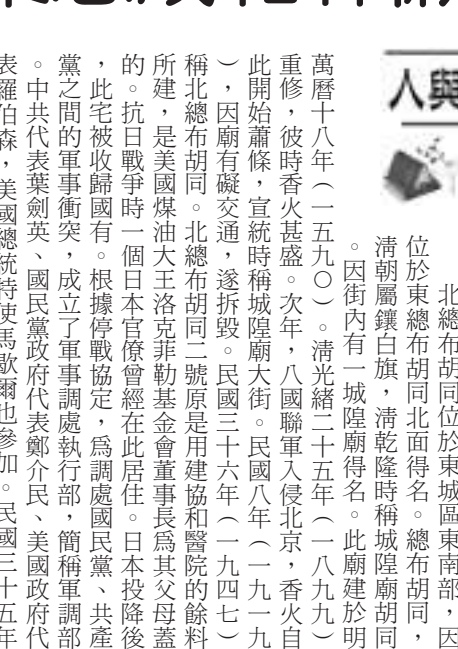 人與
北總布胡同位於東城區東南部，因
位於東總布胡同北面得名。總布胡同，
清朝屬鑲白旗，清乾隆時稱城隍廟胡同
。因街內有一城隍廟得名。此廟建於明
萬曆十八年（一五九○）。清光緒二十五年（一八九九）
重修，彼時香火甚盛。次年，八國聯軍入侵北京，香火自
此開始蕭條，宣統時稱城隍廟大街。民國八年（一九一九
），因廟有礙交通，遂拆毀。民國三十六年（一九四七）
稱北總布胡同。北總布胡同二號原是用建協和醫院的餘料
所建，是美國煤油大王洛克菲勒基金會董事長爲其父母蓋
的。抗日戰爭時一個日本官僚曾經在此居住。日本投降後
，此宅被收歸國有。根據停戰協定，爲調處國民黨、共產
黨之間的軍事衝突，成立了軍事調處執行部，簡稱軍調部
。中共代表葉劍英、國民黨政府代表鄭介民、美國政府代
表羅伯森，美國總統特使馬歇爾也參加。民國三十五年